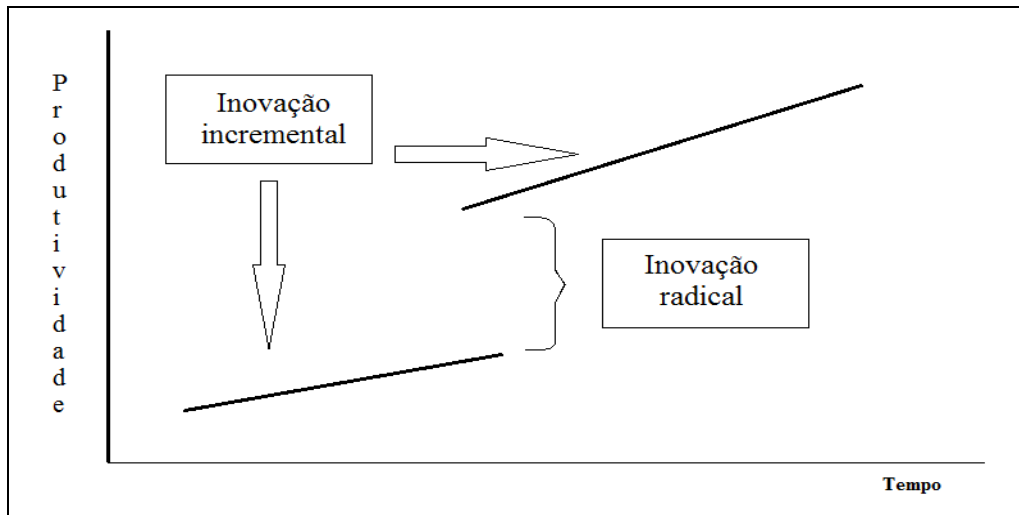 Produtividade
Inovação
incremental
Inovação
radical
Tempo